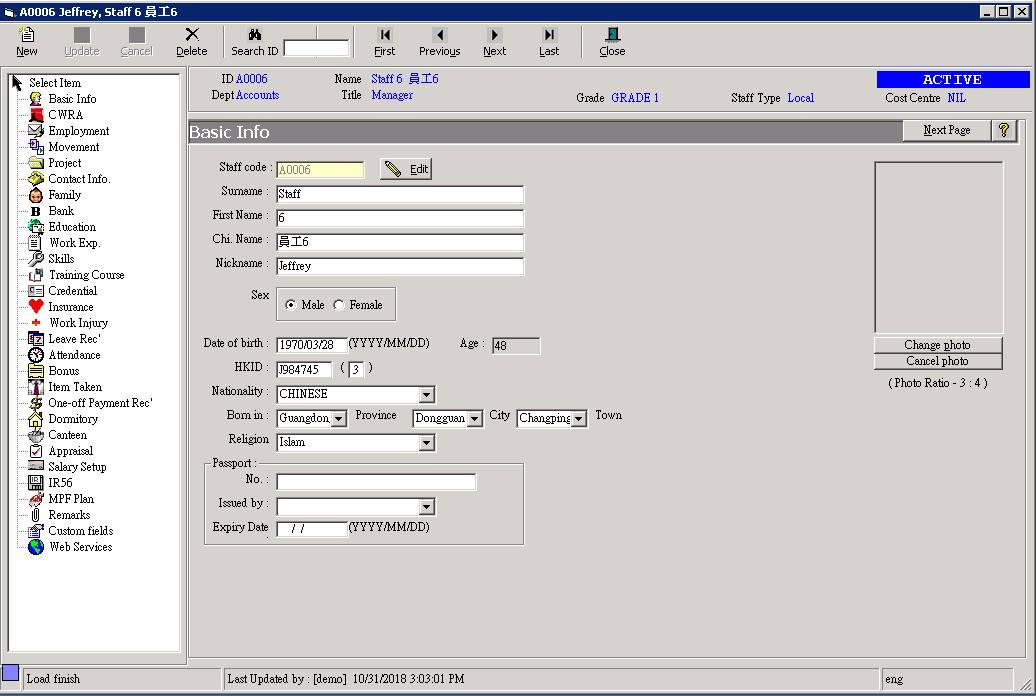 A0006 Jeffrey, Staff 6 員工6
New Update Cancel Delete Search ID First Previous Next Last Close
Select Item
Basic Info
CWRA
Employment
Movement
Project
Contact Info.
Family
Bank
Education
Work Exp.
Skills
Training Course
Credential
Insurance
Work Injury
Leave Rec'
Attendance
Bonus
Item Taken
One-off Payment Rec'
Dormitory
Canteen
Appraisal
Salary Setup
IR56
MPF Plan
Remarks
Custom fields
Web Services
ID A0006 Name Staff 6 員工6 ACTIVE
Dept Accounts Title Manager Grade GRADE 1 Staff Type Local Cost Centre NIL
Basic Info Next Page ?
Staff code : A0006 Edit
Surname : Staff
First Name : 6
Chi. Name : 員工6
Nickname : Jeffrey
Sex Male Female
Date of birth : 1970/03/28 (YYYY/MM/DD) Age : 48
HKID : J984745 ( 3 )
Nationality : CHINESE
Born in : Guangdon Province Dongguan City Changping Town
Religion Islam
Passport :
No. :
Issued by :
Expiry Date : / / (YYYY/MM/DD)
Change photo
Cancel photo
( Photo Ratio - 3 : 4 )
Load finish Last Updated by : [demo] 10/31/2018 3:03:01 PM eng